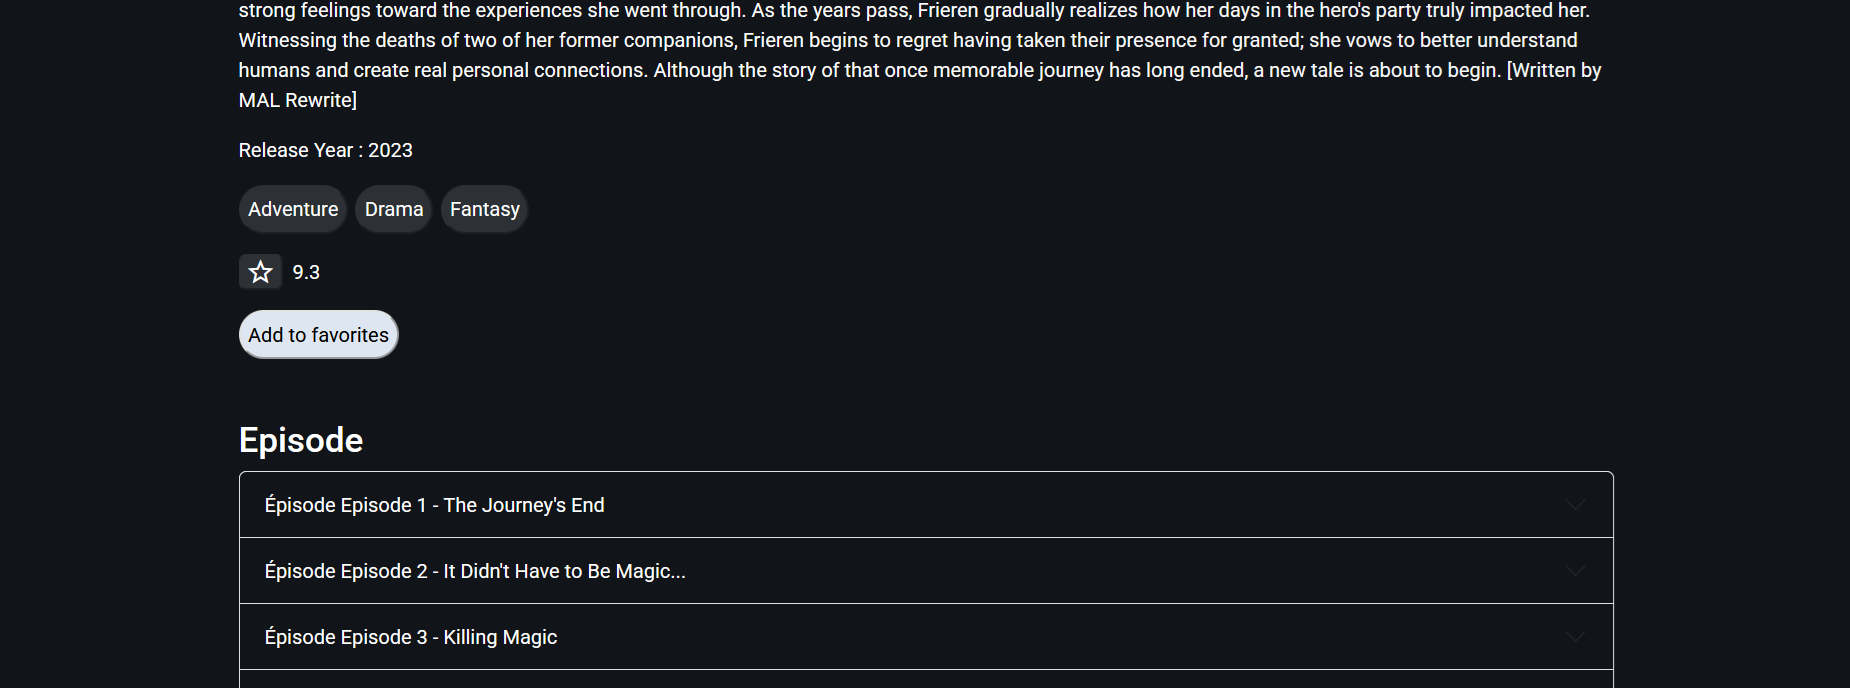 strong feelings toward the experiences she went through. As the years pass, Frieren gradually realizes how her days in the hero's party truly impacted her.
Witnessing the deaths of two of her former companions, Frieren begins to regret having taken their presence for granted; she vows to better understand
humans and create real personal connections. Although the story of that once memorable journey has long ended, a new tale is about to begin. [Written by
MAL Rewrite]
Release Year : 2023
Adventure Drama Fantasy
9.3
Add to favorites
Episode
Épisode Episode 1 - The Journey's End
Épisode Episode 2 - It Didn't Have to Be Magic...
Épisode Episode 3 - Killing Magic